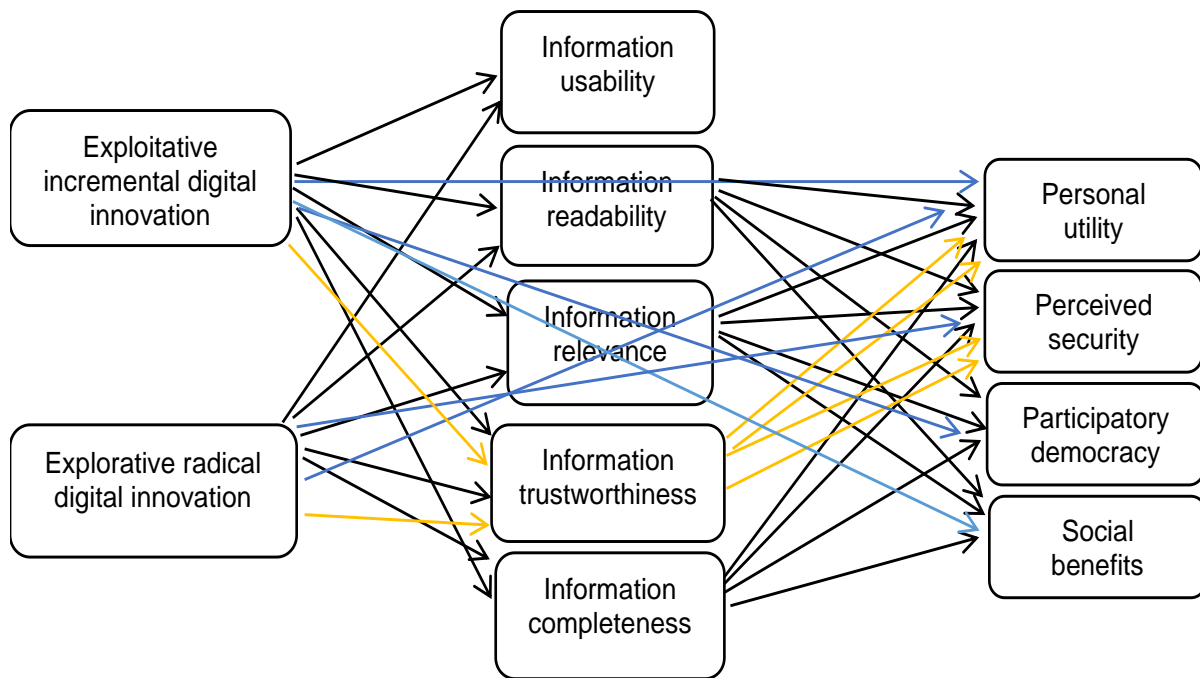 Exploitative
incremental digital
innovation
Explorative radical
digital innovation
Information
usability
Information
readability
Information
relevance
Information
trustworthiness
Information
completeness
Personal
utility
Perceived
security
Participatory
democracy
Social
benefits